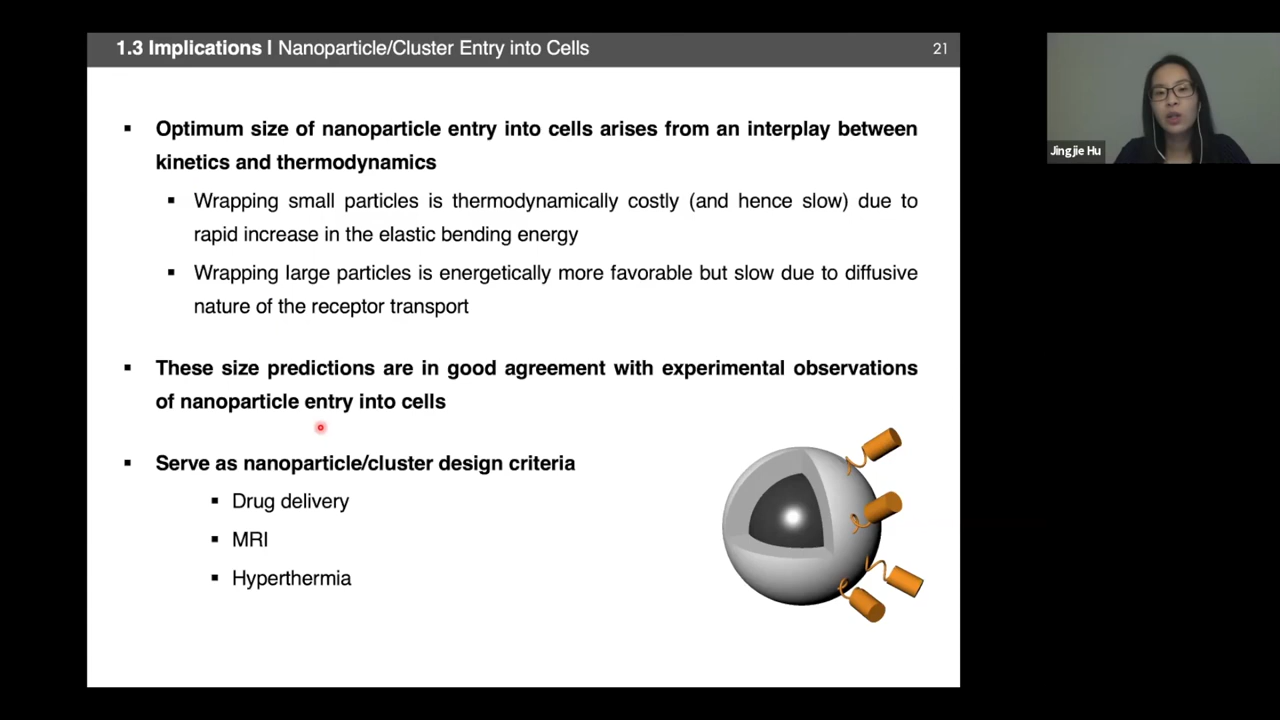 1.3 Implications | Nanoparticle/Cluster Entry into Cells
21
▪ Optimum size of nanoparticle entry into cells arises from an interplay between
kinetics and thermodynamics
▪ Wrapping small particles is thermodynamically costly (and hence slow) due to
rapid increase in the elastic bending energy
▪ Wrapping large particles is energetically more favorable but slow due to diffusive
nature of the receptor transport
▪ These size predictions are in good agreement with experimental observations
of nanoparticle entry into cells
▪ Serve as nanoparticle/cluster design criteria
▪ Drug delivery
▪ MRI
▪ Hyperthermia
Jingjie Hu